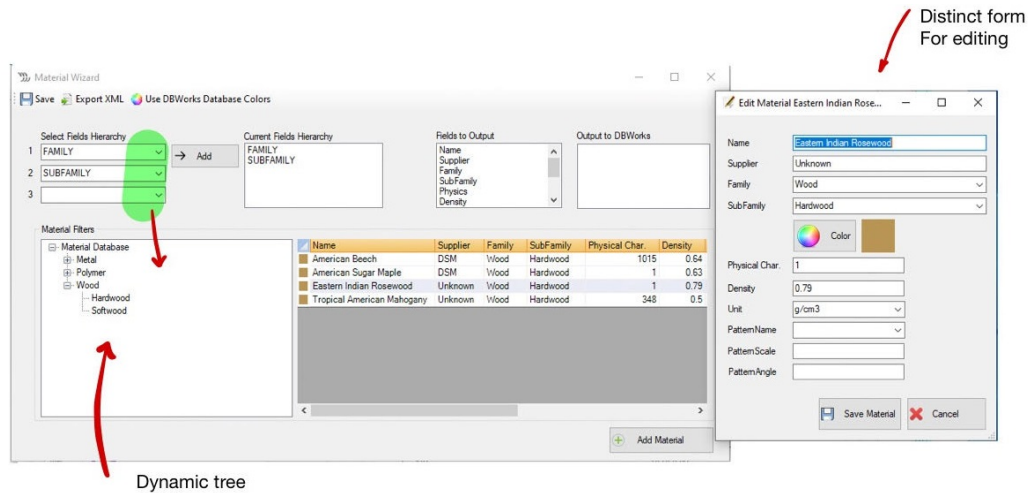 Distinct form
For editing
Material Wizard
Save Export XML Use DBWorks Database Colors
Select Fields Hierarchy
1 FAMILY
2 SUBFAMILY
3
Add
Current Fields Hierarchy
FAMILY
SUBFAMILY
Fields to Output
Name
Supplier
Family
SubFamily
Physics
Density
Output to DBWorks
Material Filters
Material Database
Metal
Polymer
Wood
Hardwood
Softwood
Name Supplier Family SubFamily Physical Char. Density
American Beech DSM Wood Hardwood 1015 0.64
American Sugar Maple DSM Wood Hardwood 1 0.63
Eastern Indian Rosewood Unknown Wood Hardwood 1 0.79
Tropical American Mahogany Unknown Wood Hardwood 348 0.5
Add Material
Edit Material Eastern Indian Rose...
Name Eastern Indian Rosewood
Supplier Unknown
Family Wood
SubFamily Hardwood
Color
Physical Char. 1
Density 0.79
Unit g/cm3
PatternName
PatternScale
PatternAngle
Save Material Cancel
Dynamic tree